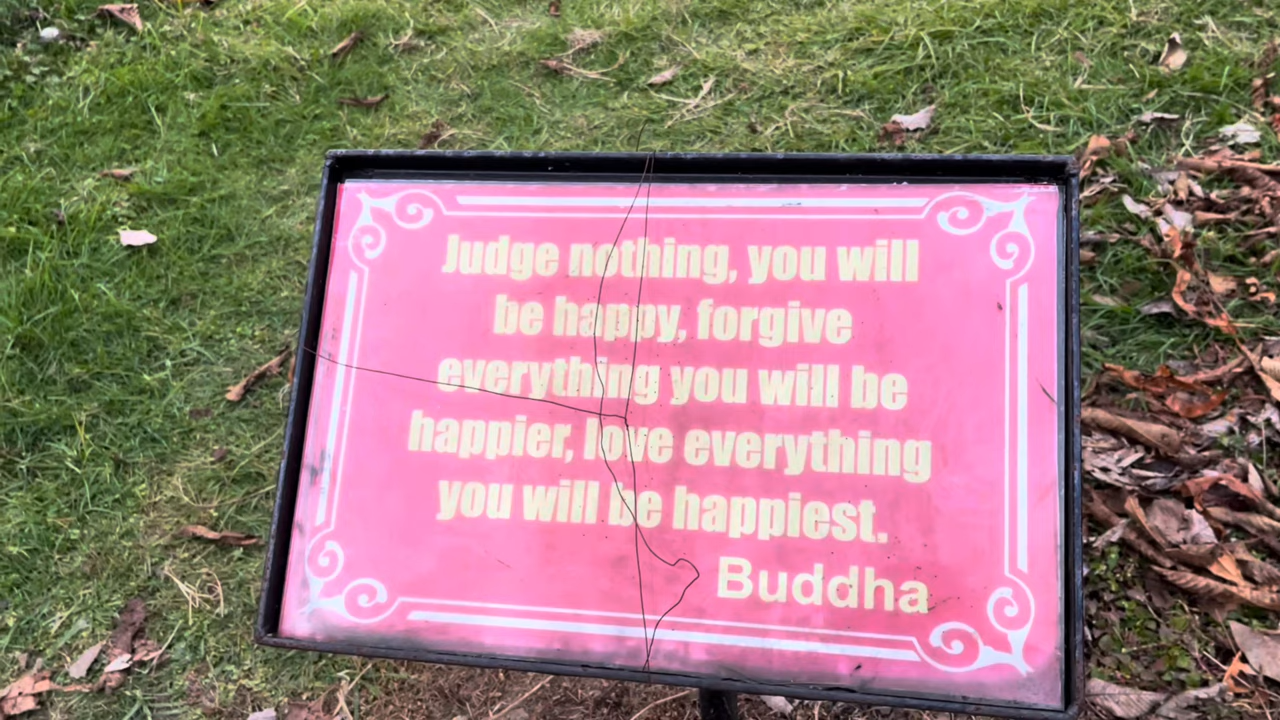 Judge nothing, you will
be happy, forgive
everything you will be
happier, love everything
you will be happiest.
Buddha